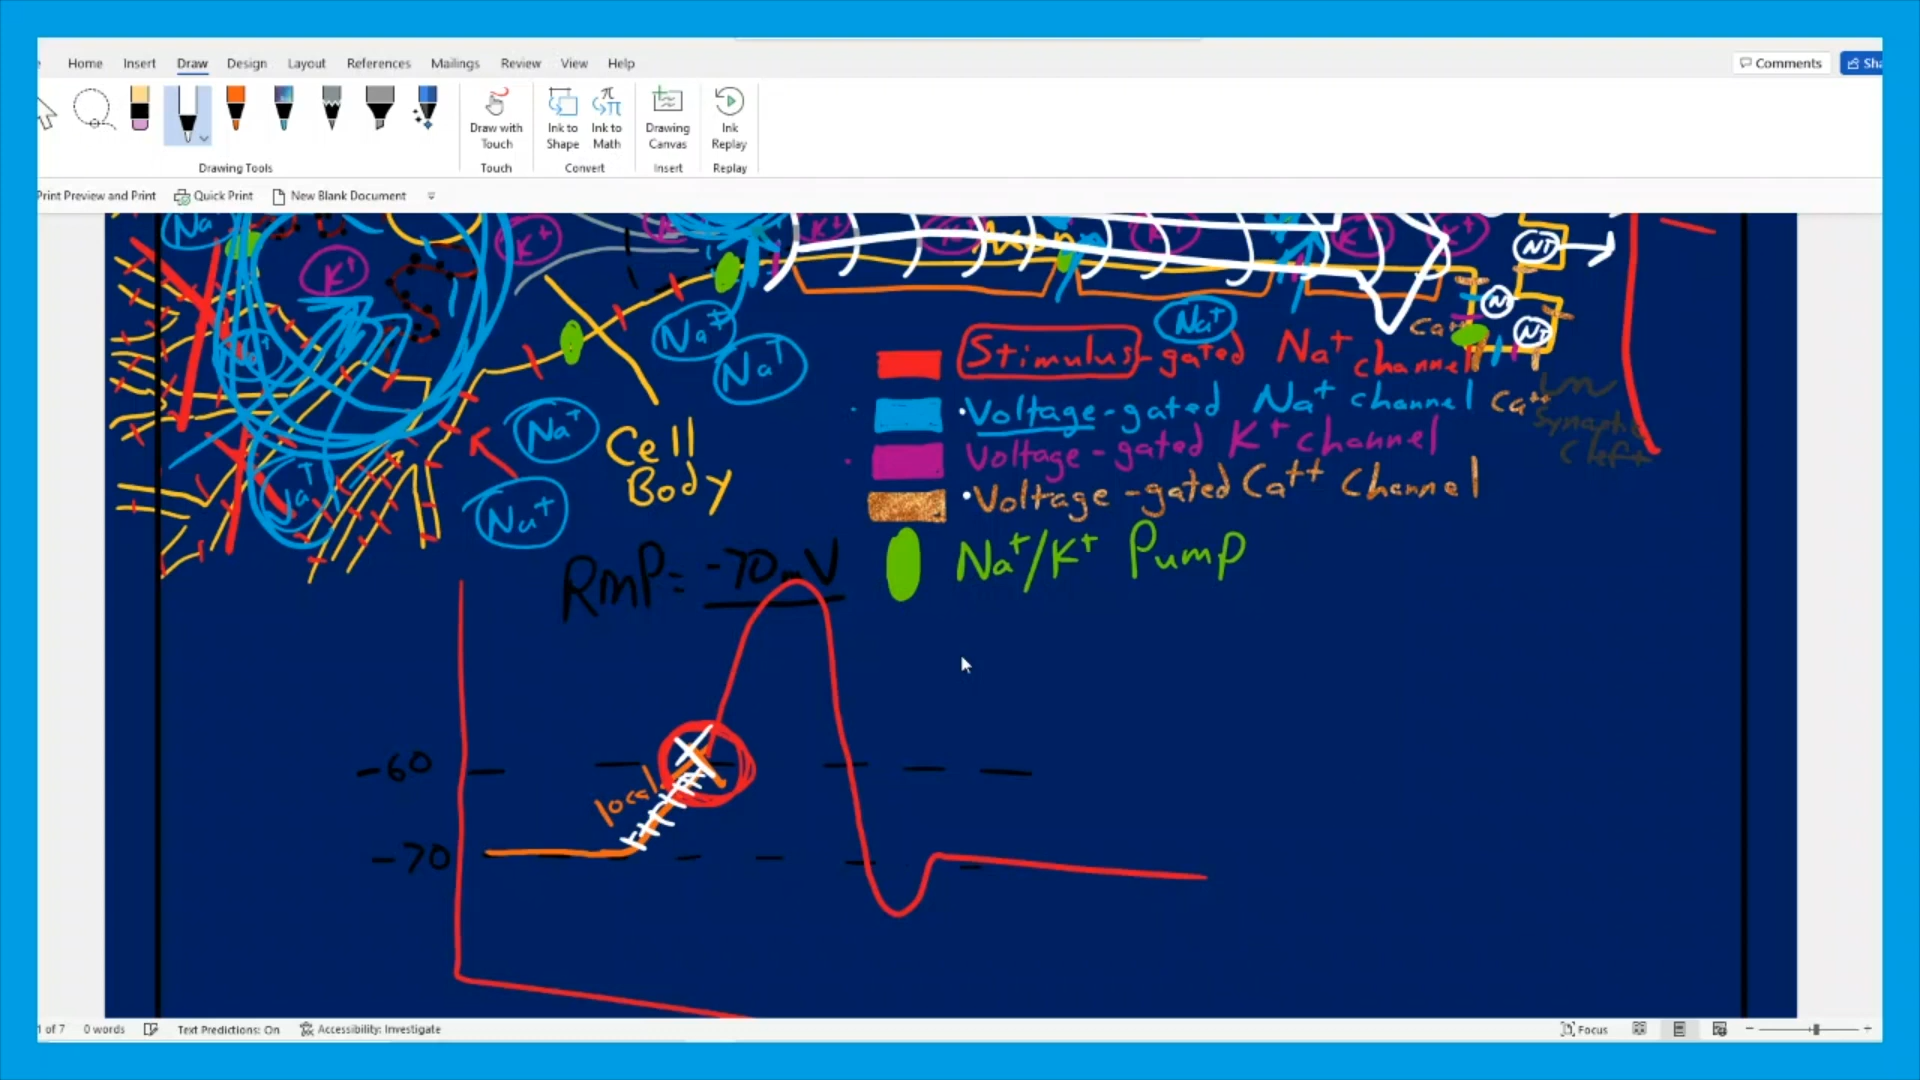 Home Insert Draw Design Layout References Mailings Review View Help
Comments
Sha
Draw with Touch
Ink to Shape
Ink to Math
Drawing Canvas
Ink Replay
Drawing Tools
Touch
Convert
Insert
Replay
Print Preview and Print Quick Print New Blank Document
Na
K+
K+
K+
K+
K+
K+
Axon
NT
N
NT
Ca++
Na+
Na+
Na+
Na+
Na+
Na+
Stimulus-gated Na+ channel
Voltage-gated Na+ channel
Ca++
Voltage-gated K+ channel
Voltage-gated Ca++ Channel
Na+/K+ Pump
Synaptic
Cleft
Cell
Body
RMP= -70mV
-60
local
-70
1 of 7 0 words Text Predictions: On Accessibility: Investigate
Focus